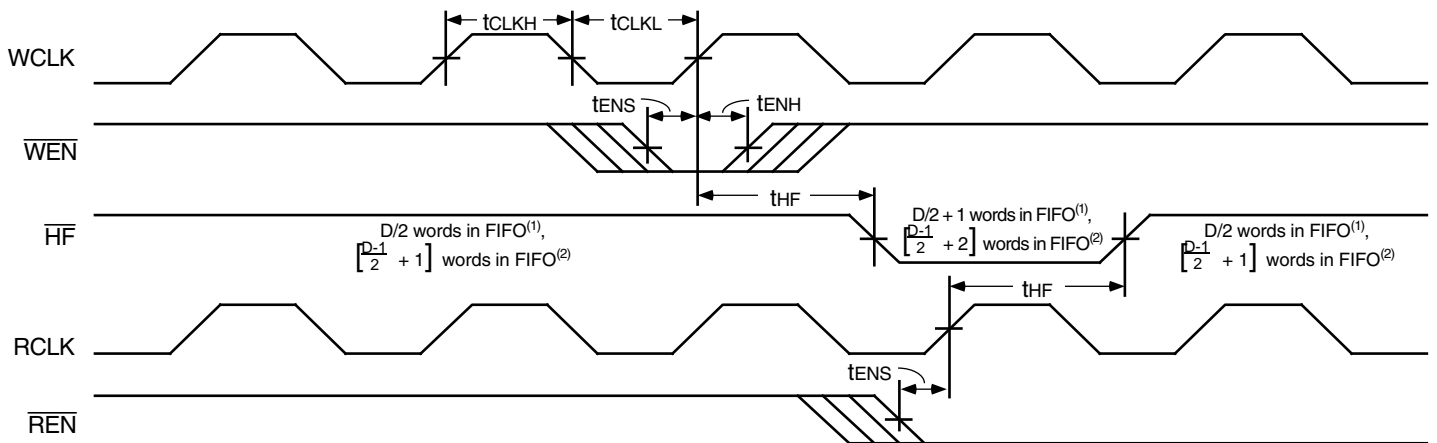 tCLKH tCLKL
WCLK
tENS tENH
WEN
tHF
HF
D/2 words in FIFO(1),
[D-1/2 + 1] words in FIFO(2)
D/2 + 1 words in FIFO(1),
[D-1/2 + 2] words in FIFO(2)
D/2 words in FIFO(1),
[D-1/2 + 1] words in FIFO(2)
tHF
RCLK
tENS
REN